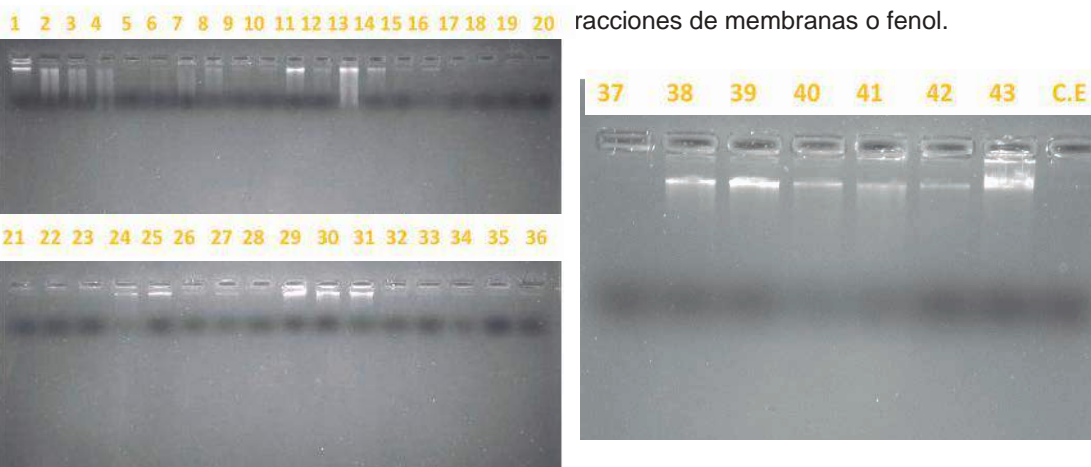 1 2 3 4 5 6 7 8 9 10 11 12 13 14 15 16 17 18 19 20
racciones de membranas o fenol.
37 38 39 40 41 42 43 C.E
21 22 23 24 25 26 27 28 29 30 31 32 33 34 35 36